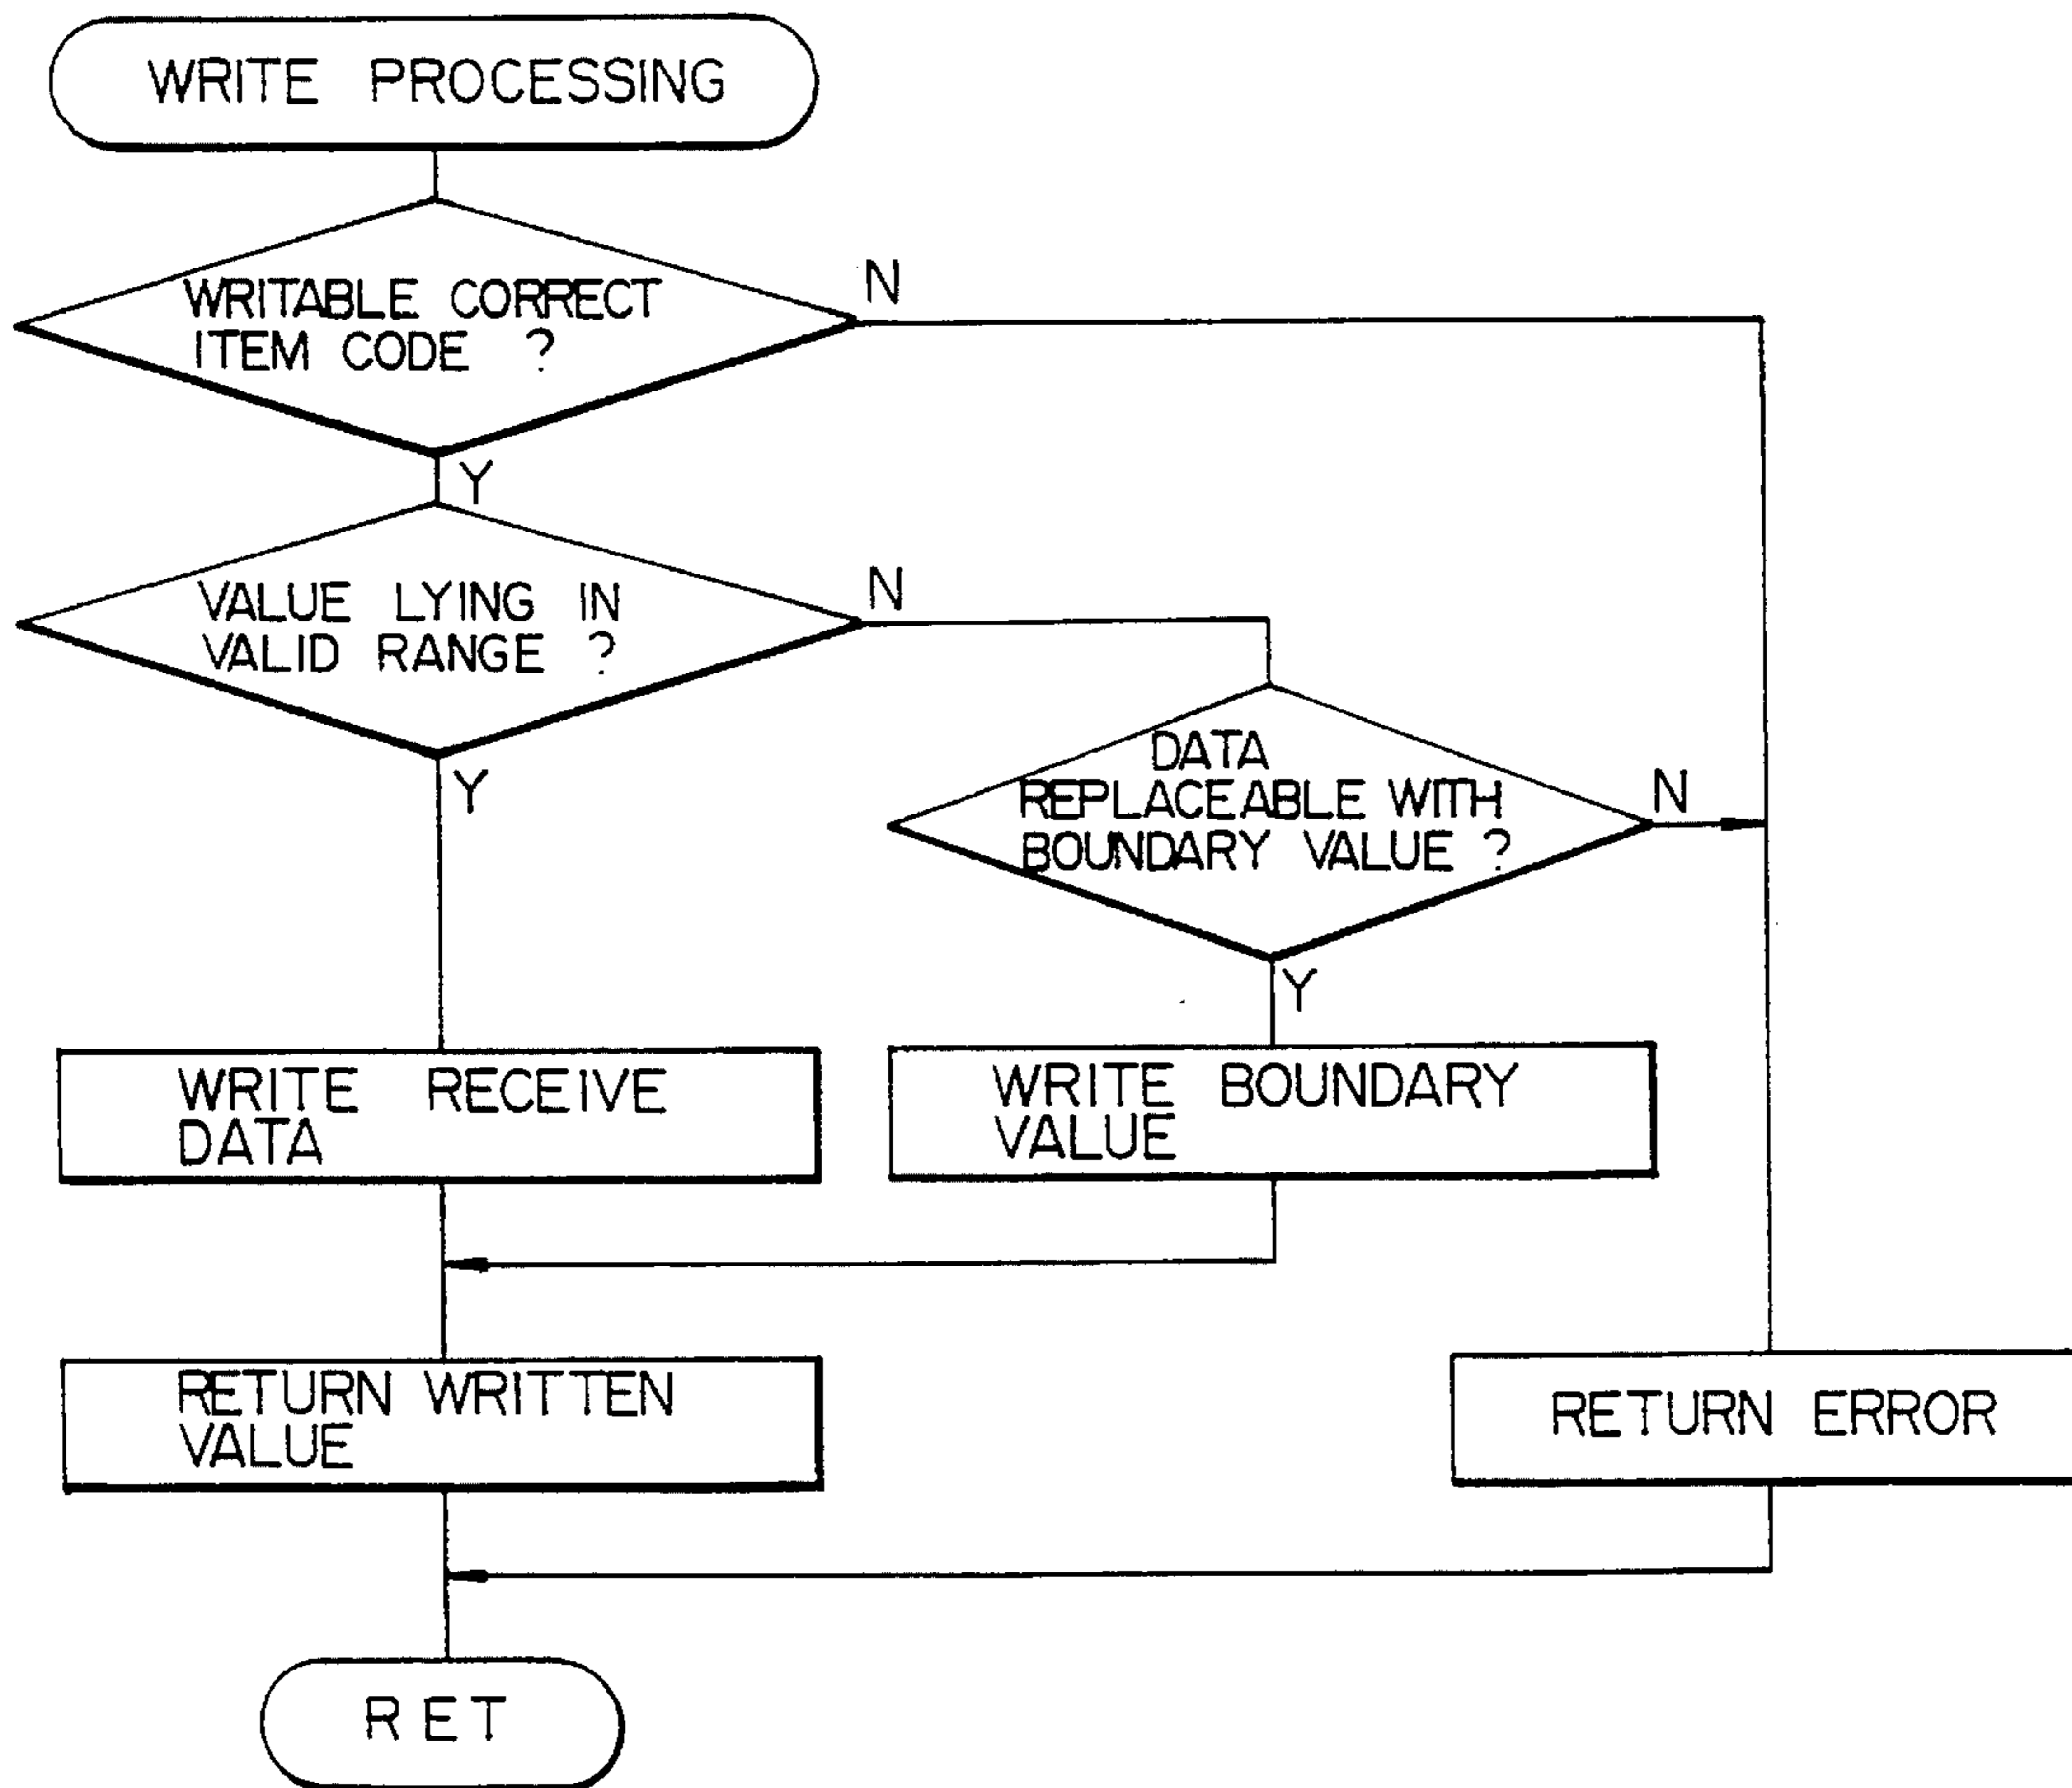 WRITE PROCESSING
WRITABLE CORRECT
ITEM CODE ?
N
Y
VALUE LYING IN
VALID RANGE ?
N
Y
DATA
REPLACEABLE WITH
BOUNDARY VALUE ?
N
Y
WRITE RECEIVE
DATA
WRITE BOUNDARY
VALUE
RETURN WRITTEN
VALUE
RETURN ERROR
RET